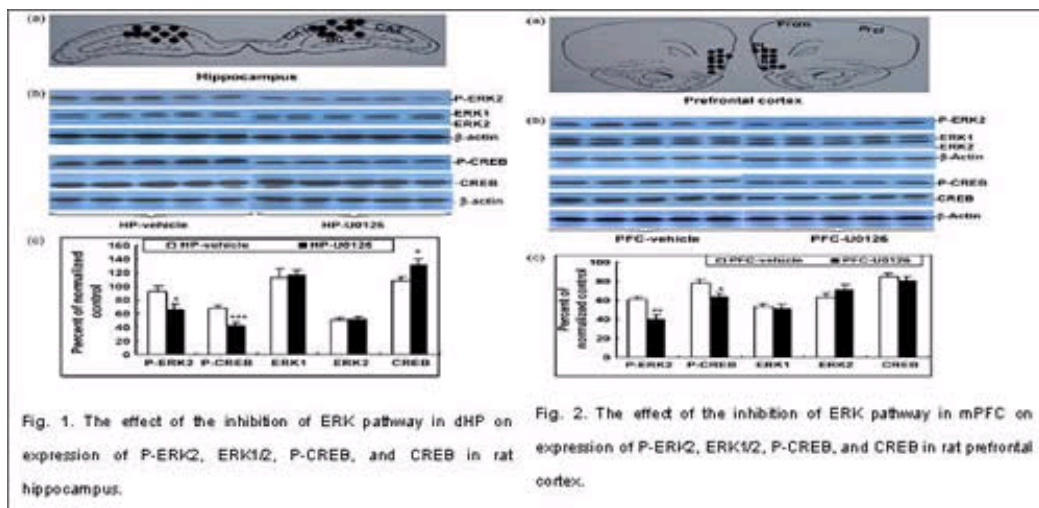 (a)
CA2
Hippocampus
(b)
P-ERK2
ERK1
ERK2
β-actin
P-CREB
CREB
β-actin
HP-vehicle HP-U0126
(c)
HP-vehicle HP-U0126
Percent of normalized
control
160
140
120
100
80
60
40
20
0
* *** *
P-ERK2 P-CREB ERK1 ERK2 CREB
Fig. 1. The effect of the inhibition of ERK pathway in dHP on
expression of P-ERK2, ERK1/2, P-CREB, and CREB in rat
hippocampus.
(a)
Prcl
Prefrontal cortex
(b)
P-ERK2
ERK1
ERK2
β-Actin
P-CREB
CREB
β-Actin
PFC-vehicle PFC-U0126
(c)
PFC-vehicle PFC-U0126
Percent of
normalized control
100
80
60
40
20
0
** *
P-ERK2 P-CREB ERK1 ERK2 CREB
Fig. 2. The effect of the inhibition of ERK pathway in mPFC on
expression of P-ERK2, ERK1/2, P-CREB, and CREB in rat prefrontal
cortex.